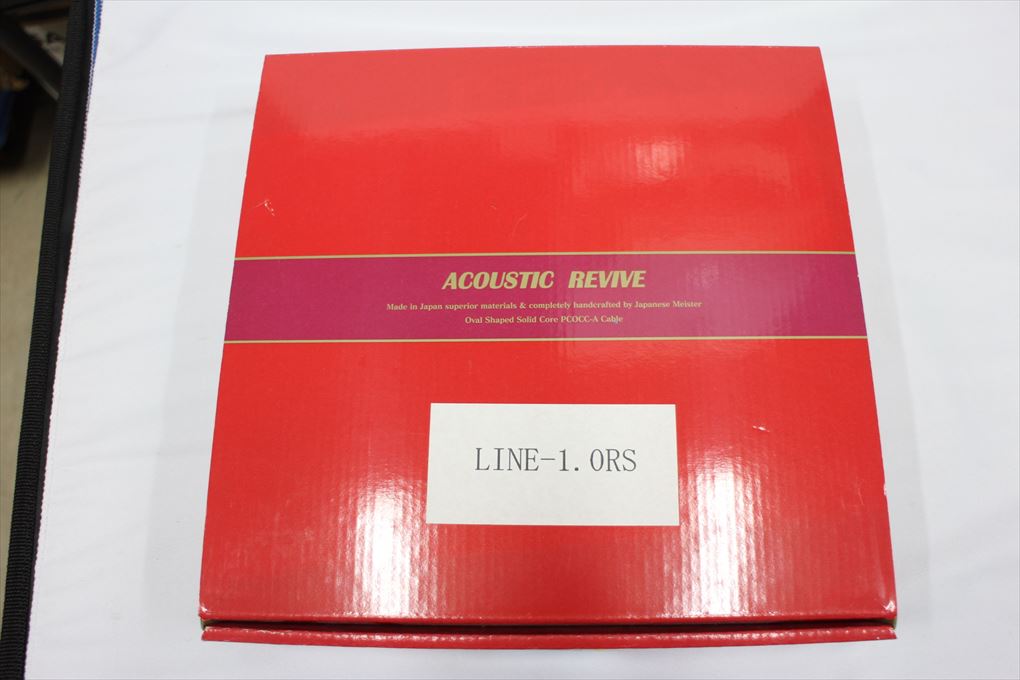 ACOUSTIC REVIVE
Made in Japan superior materials & completely handcrafted by Japanese Meister
Oval Shaped Solid Core PCOCC-A Cable
LINE-1.0RS